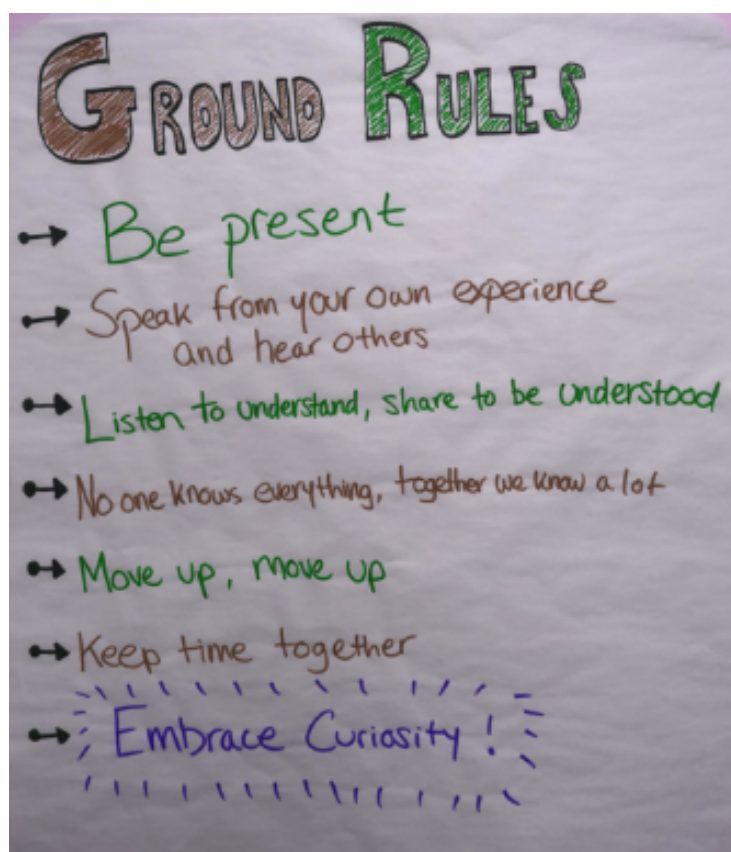 GROUND RULES
Be present
Speak from your own experience
and hear others
Listen to understand, share to be understood
No one knows everything, together we know a lot
Move up, move up
Keep time together
Embrace Curiosity!